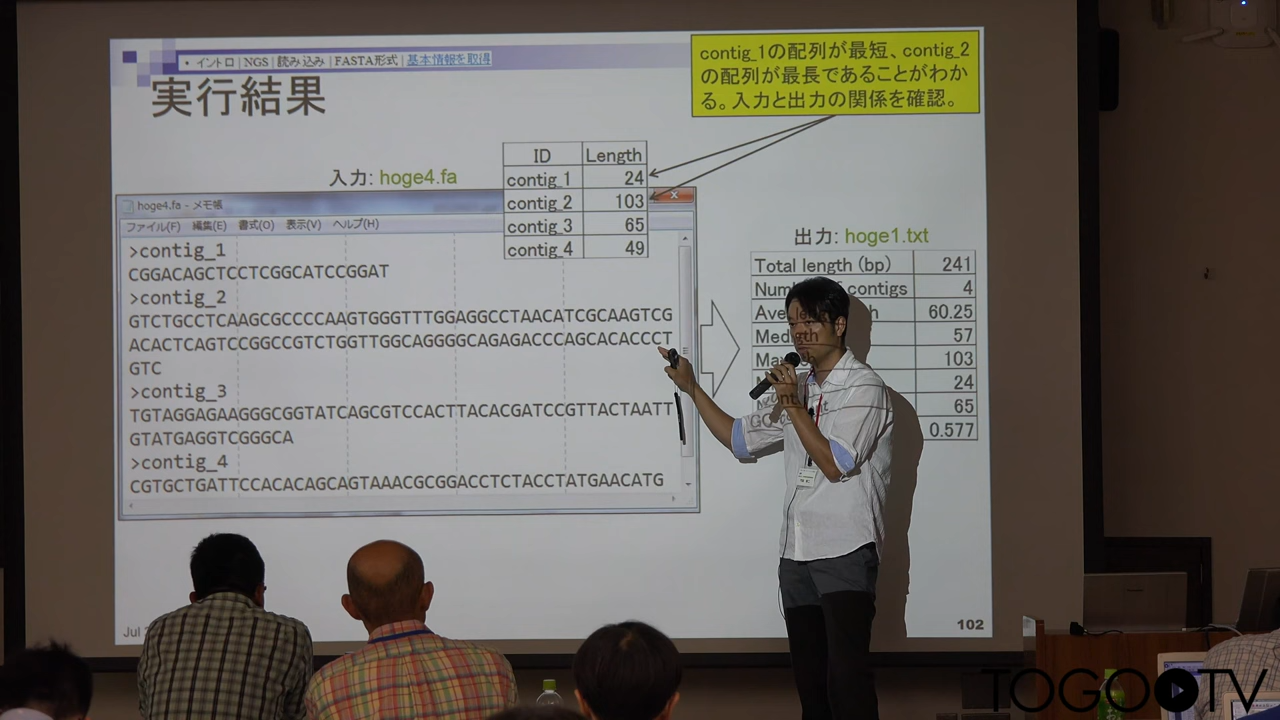 • イントロ | NGS | 読み込み | FASTA形式 | 基本情報を取得
実行結果
contig_1の配列が最短、contig_2
の配列が最長であることがわか
る。入力と出力の関係を確認。
入力: hoge4.fa
ID Length
contig_1 24
contig_2 103
contig_3 65
contig_4 49
hoge4.fa - メモ帳
ファイル(F) 編集(E) 書式(O) 表示(V) ヘルプ(H)
>contig_1
CGGACAGCTCCTCGGCATCCGGAT
>contig_2
GTCTGCCTCAAGCGCCCCAAGTGGGTTTGGAGGCCTAACATCGCAAGTCG
ACACTCAGTCCGGCCGTCTGGTTGGCAGGGGCAGAGACCCAGCACACCCT
GTC
>contig_3
TGTAGGAGAAGGGCGGTATCAGCGTCCACTTACACGATCCGTTACTAATT
GTATGAGGTCGGGCA
>contig_4
CGTGCTGATTCCACACAGCAGTAAACGCGGACCTCTACCTATGAACATG
出力: hoge1.txt
Total length (bp) 241
contigs 4
60.25
57
103
24
65
0.577
Jul
102
TOGO TV